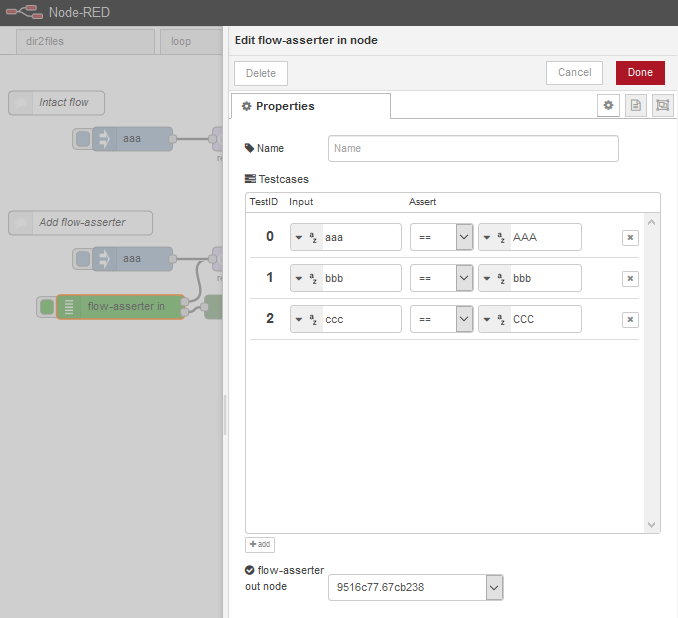 Node-RED
dir2files
loop
Edit flow-asserter in node
Delete
Cancel
Done
Properties
Intact flow
aaa
re
Name
Name
Testcases
TestID Input Assert
0 aaa == AAA
1 bbb == bbb
2 ccc == CCC
Add flow-asserter
aaa
re
flow-asserter in
add
flow-asserter
out node
9516c77.67cb238